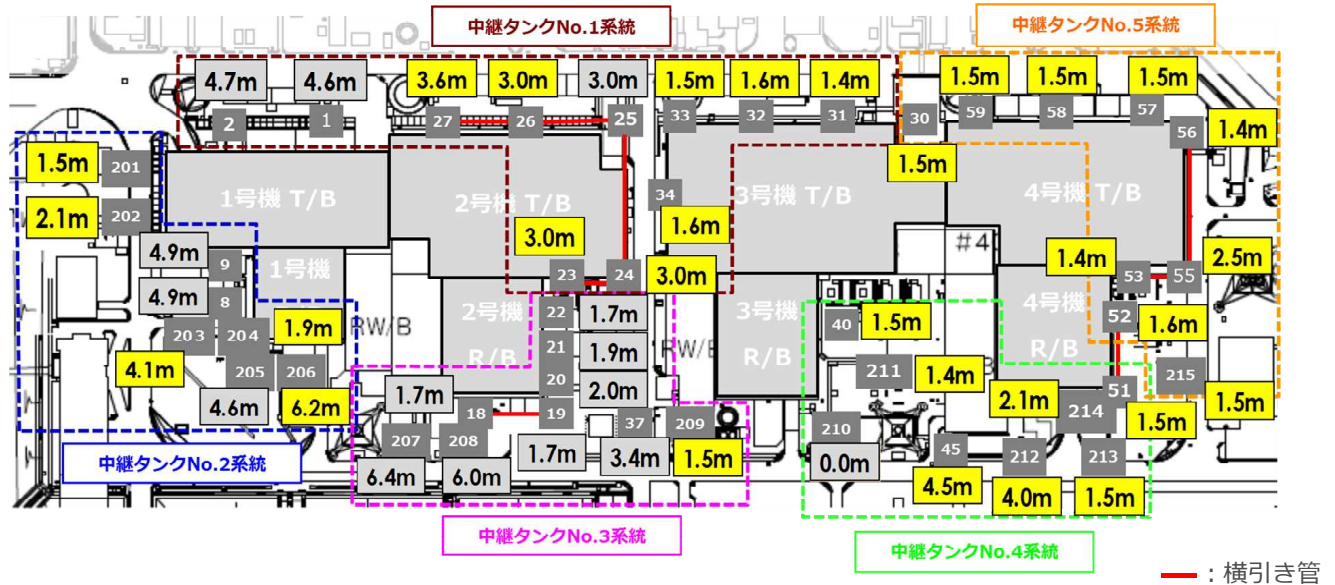 中継タンクNo.1系統
中継タンクNo.5系統
4.7m
4.6m
3.6m
3.0m
3.0m
1.5m
1.6m
1.4m
1.5m
1.5m
1.5m
2
1
27
26
25
33
32
31
30
59
58
57
56
1.4m
1.5m
201
1.5m
2.1m
202
1号機 T/B
2号機 T/B
34
3号機 T/B
4号機 T/B
1.6m
3.0m
#4
4.9m
9
1号機
23
24
3.0m
1.4m
53
55
2.5m
4.9m
8
2号機
22
1.7m
3号機
40
1.5m
4号機
52
1.6m
203
204
1.9m
RW/B
R/B
21
1.9m
RW/B
R/B
R/B
4.1m
205
206
20
2.0m
211
1.4m
51
215
4.6m
6.2m
1.7m
18
19
2.1m
214
1.5m
1.5m
207
208
37
209
210
45
212
213
中継タンクNo.2系統
6.4m
6.0m
1.7m
3.4m
1.5m
0.0m
4.5m
4.0m
1.5m
中継タンクNo.3系統
中継タンクNo.4系統
：横引き管